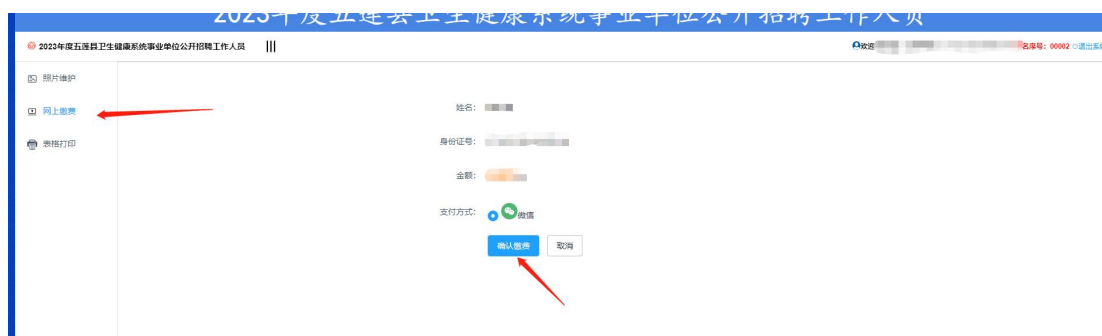 2023年度五莲县卫生健康系统事业单位公开招聘工作人员
2023年度五莲县卫生健康系统事业单位公开招聘工作人员
欢迎 名序号：00002 退出系统
照片维护
网上缴费
表格打印
姓名：
身份证号：
金额：
支付方式： 微信
确认缴费 取消